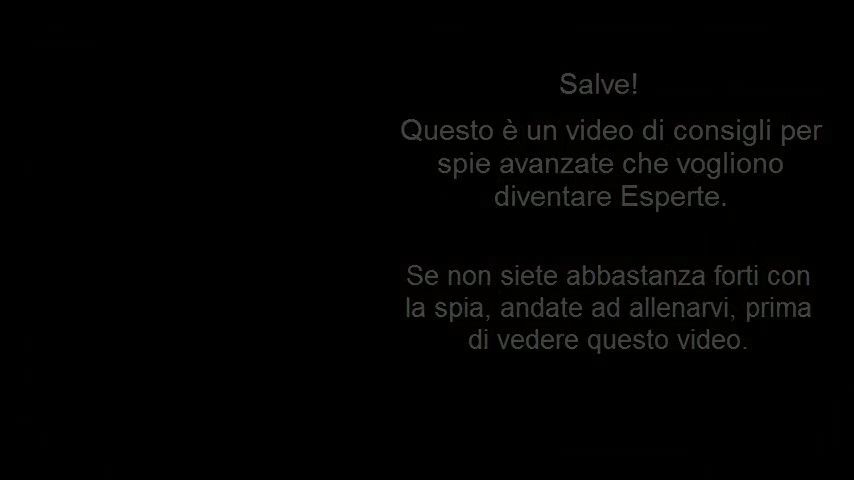 Salve!
Questo è un video di consigli per
spie avanzate che vogliono
diventare Esperte.
Se non siete abbastanza forti con
la spia, andate ad allenarvi, prima
di vedere questo video.